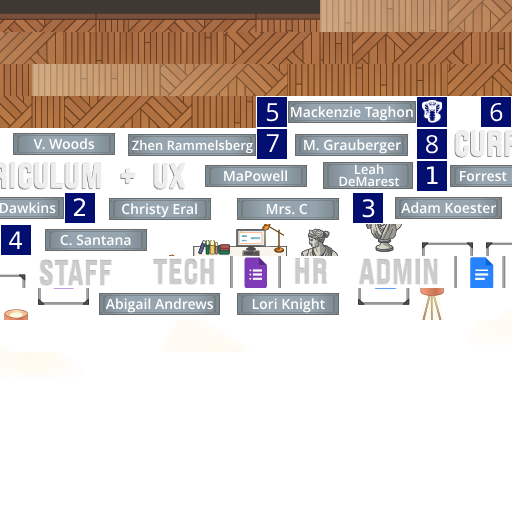 5 Mackenzie Taghon 6
V. Woods Zhen Rammelsberg 7 M. Grauberger 8
RICULUM + UX MaPowell Leah DeMarest 1 Forrest
Dawkins 2 Christy Eral Mrs. C 3 Adam Koester
4 C. Santana
STAFF TECH HR ADMIN
Abigail Andrews Lori Knight